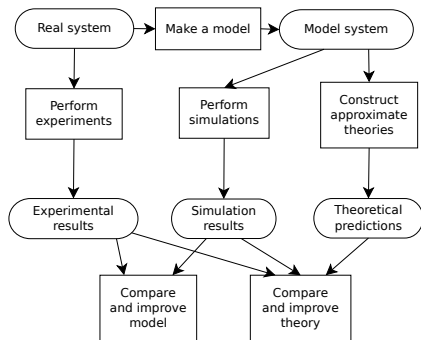 Real system
Make a model
Model system
Perform
experiments
Perform
simulations
Construct
approximate
theories
Experimental
results
Simulation
results
Theoretical
predictions
Compare
and improve
model
Compare
and improve
theory